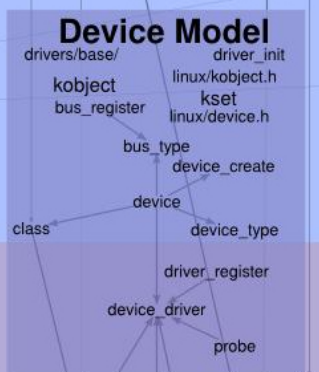 Device Model
drivers/base/ driver_init
linux/kobject.h
kobject
kset
bus_register
linux/device.h
bus_type
device_create
device
class
device_type
driver_register
device_driver
probe